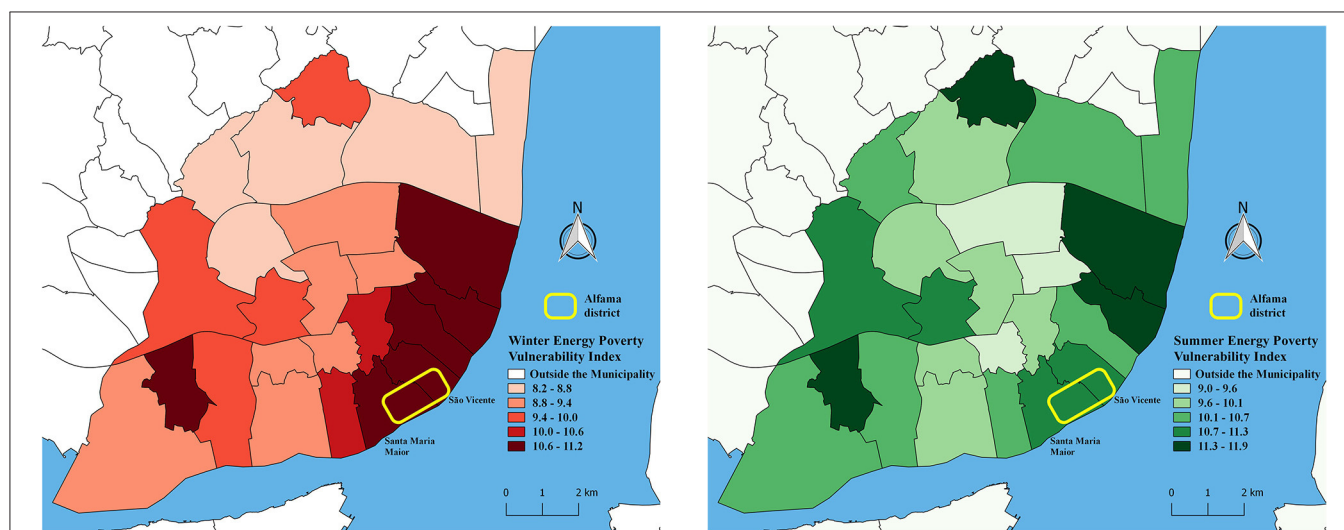 N
Alfama
district
Winter Energy Poverty
Vulnerability Index
Outside the Municipality
8.2 - 8.8
8.8 - 9.4
9.4 - 10.0
10.0 - 10.6
10.6 - 11.2
São Vicente
Santa Maria
Maior
0 1 2 km
N
Alfama
district
Summer Energy Poverty
Vulnerability Index
Outside the Municipality
9.0 - 9.6
9.6 - 10.1
10.1 - 10.7
10.7 - 11.3
11.3 - 11.9
São Vicente
Santa Maria
Maior
0 1 2 km